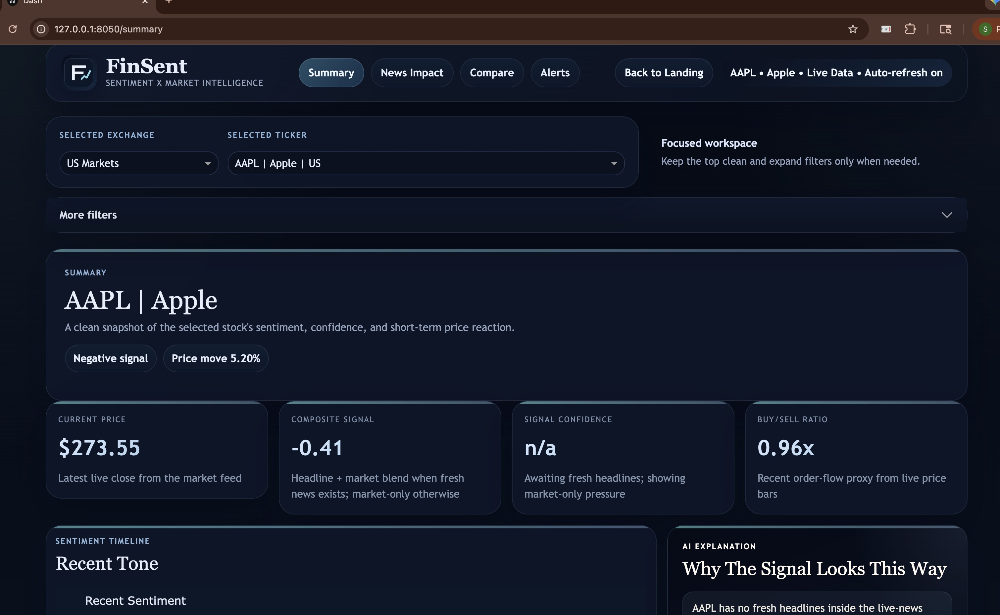 Dash
127.0.0.1:8050/summary
S
F
FinSent
SENTIMENT X MARKET INTELLIGENCE
Summary
News Impact
Compare
Alerts
Back to Landing
AAPL • Apple • Live Data • Auto-refresh on
SELECTED EXCHANGE
SELECTED TICKER
US Markets
AAPL | Apple | US
Focused workspace
Keep the top clean and expand filters only when needed.
More filters
SUMMARY
AAPL | Apple
A clean snapshot of the selected stock's sentiment, confidence, and short-term price reaction.
Negative signal
Price move 5.20%
CURRENT PRICE
$273.55
Latest live close from the market feed
COMPOSITE SIGNAL
-0.41
Headline + market blend when fresh
news exists; market-only otherwise
SIGNAL CONFIDENCE
n/a
Awaiting fresh headlines; showing
market-only pressure
BUY/SELL RATIO
0.96x
Recent order-flow proxy from live price
bars
SENTIMENT TIMELINE
Recent Tone
Recent Sentiment
AI EXPLANATION
Why The Signal Looks This Way
AAPL has no fresh headlines inside the live-news